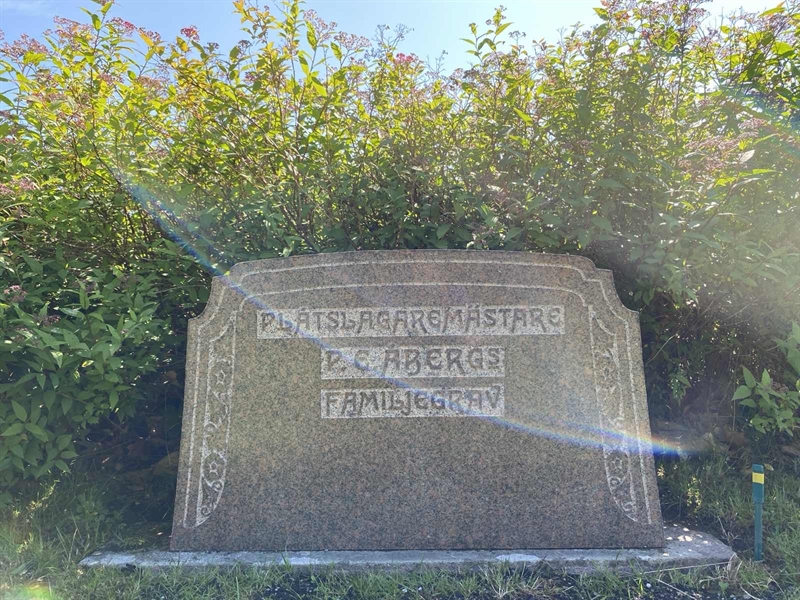 PLÅTSLAGAREMÄSTARE
P. C. ÅBERGS
FAMILJEGRAV